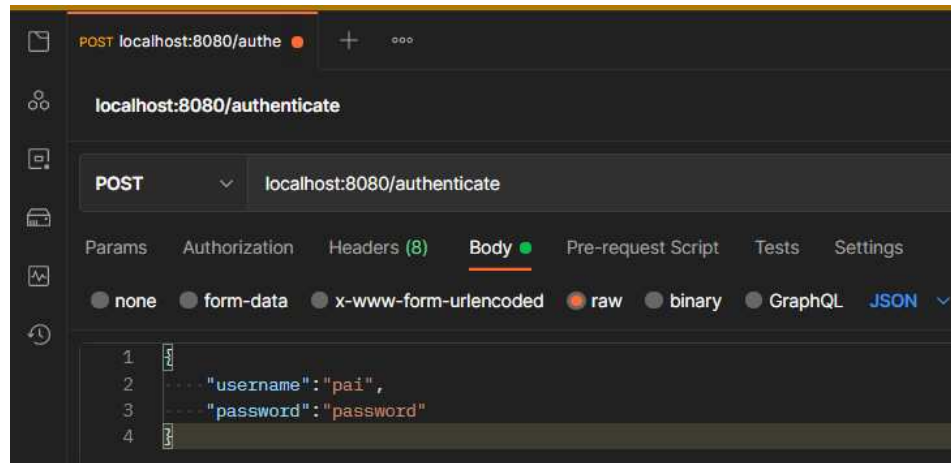 POST localhost:8080/authe
localhost:8080/authenticate
POST localhost:8080/authenticate
Params Authorization Headers (8) Body Pre-request Script Tests Settings
none form-data x-www-form-urlencoded raw binary GraphQL JSON
1 {
2 "username":"pai",
3 "password":"password"
4 }